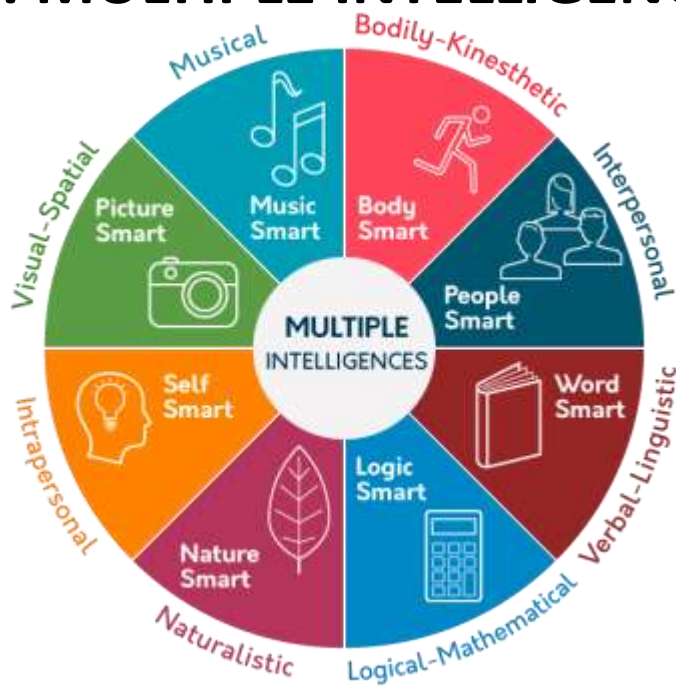 MULTIPLE
Musical
Bodily-Kinesthetic
Interpersonal
Verbal-Linguistic
Logical-Mathematical
Naturalistic
Intrapersonal
Visual-Spatial
Music
Smart
Body
Smart
People
Smart
Word
Smart
Logic
Smart
Nature
Smart
Self
Smart
Picture
Smart
MULTIPLE
INTELLIGENCES